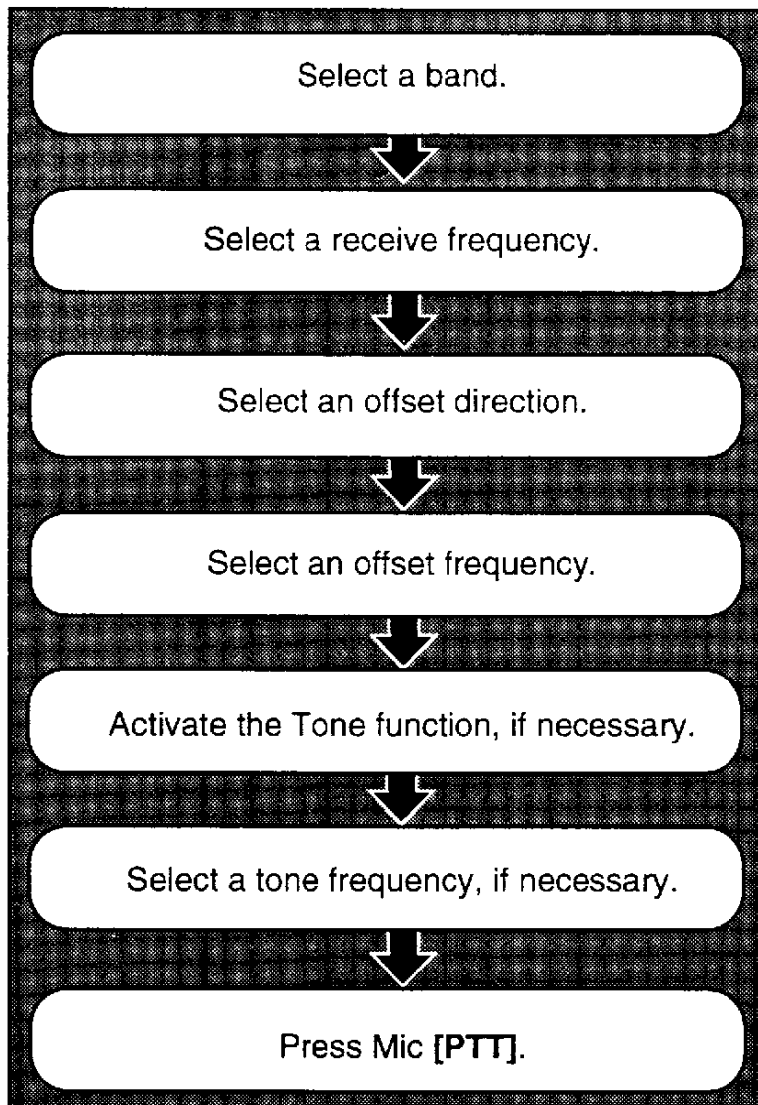 Select a band.
Select a receive frequency.
Select an offset direction.
Select an offset frequency.
Activate the Tone function, if necessary.
Select a tone frequency, if necessary.
Press Mic [PTT].